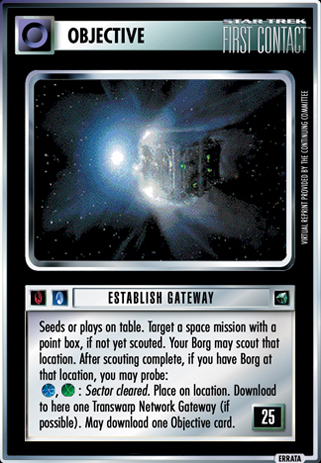 OBJECTIVE
STAR TREK
FIRST CONTACT
VIRTUAL REPRINT PROVIDED BY THE CONTINUING COMMITTEE
ESTABLISH GATEWAY
Seeds or plays on table. Target a space mission with a
point box, if not yet scouted. Your Borg may scout that
location. After scouting complete, if you have Borg at
that location, you may probe:
, : Sector cleared. Place on location. Download
to here one Transwarp Network Gateway (if
possible). May download one Objective card.
25
ERRATA